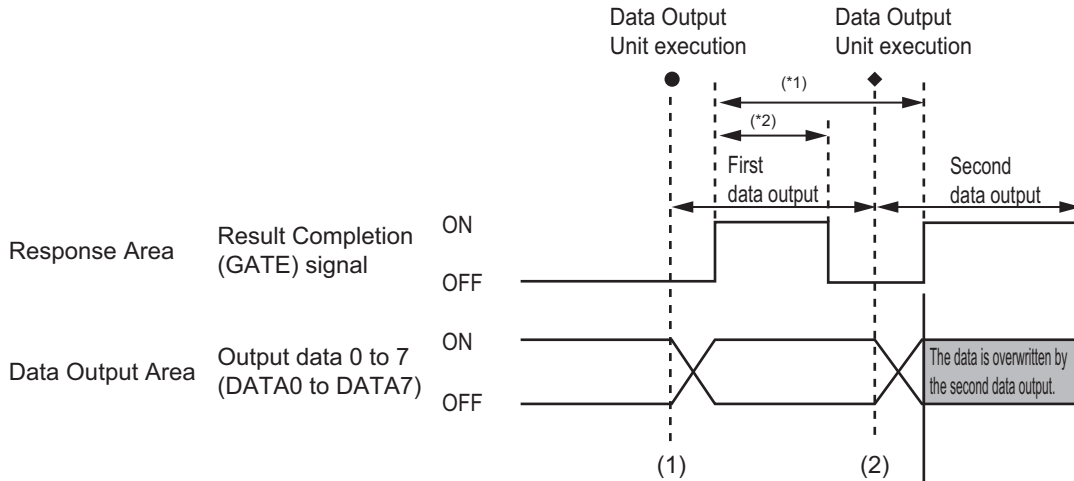 Data Output
Unit execution
Data Output
Unit execution
(*1)
(*2)
First
data output
Second
data output
Response Area
Result Completion
(GATE) signal
ON
OFF
Data Output Area
Output data 0 to 7
(DATA0 to DATA7)
ON
OFF
The data is overwritten by
the second data output.
(1)
(2)